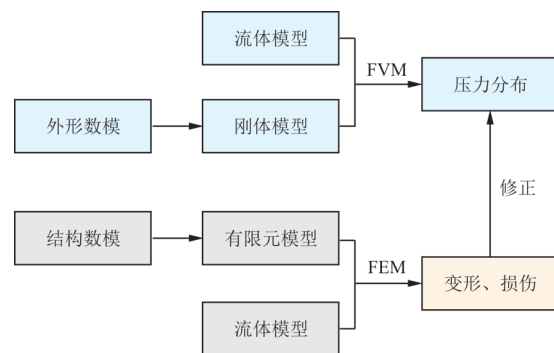 流体模型
FVM
压力分布
外形数模
刚体模型
修正
结构数模
有限元模型
FEM
变形、损伤
流体模型